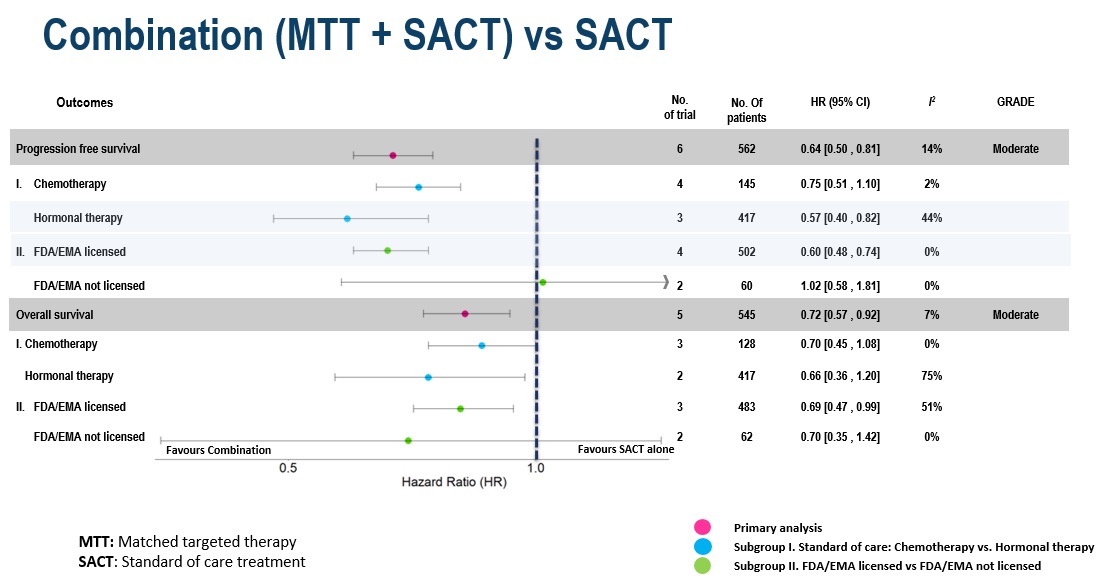 Combination (MTT + SACT) vs SACT
Outcomes No. of trial No. Of patients HR (95% CI) I² GRADE
Progression free survival 6 562 0.64 [0.50 , 0.81] 14% Moderate
I. Chemotherapy 4 145 0.75 [0.51 , 1.10] 2%
Hormonal therapy 3 417 0.57 [0.40 , 0.82] 44%
II. FDA/EMA licensed 4 502 0.60 [0.48 , 0.74] 0%
FDA/EMA not licensed 2 60 1.02 [0.58 , 1.81] 0%
Overall survival 5 545 0.72 [0.57 , 0.92] 7% Moderate
I. Chemotherapy 3 128 0.70 [0.45 , 1.08] 0%
Hormonal therapy 2 417 0.66 [0.36 , 1.20] 75%
II. FDA/EMA licensed 3 483 0.69 [0.47 , 0.99] 51%
FDA/EMA not licensed 2 62 0.70 [0.35 , 1.42] 0%
Favours Combination Favours SACT alone
0.5 1.0
Hazard Ratio (HR)
MTT: Matched targeted therapy
SACT: Standard of care treatment
Primary analysis
Subgroup I. Standard of care: Chemotherapy vs. Hormonal therapy
Subgroup II. FDA/EMA licensed vs FDA/EMA not licensed